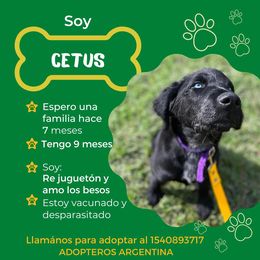 Soy
CETUS
Espero una
familia hace
7 meses
Tengo 9 meses
Soy:
Re juguetón y
amo los besos
Estoy vacunado y
desparasitado
Llamános para adoptar al 1540893717
ADOPTEROS ARGENTINA